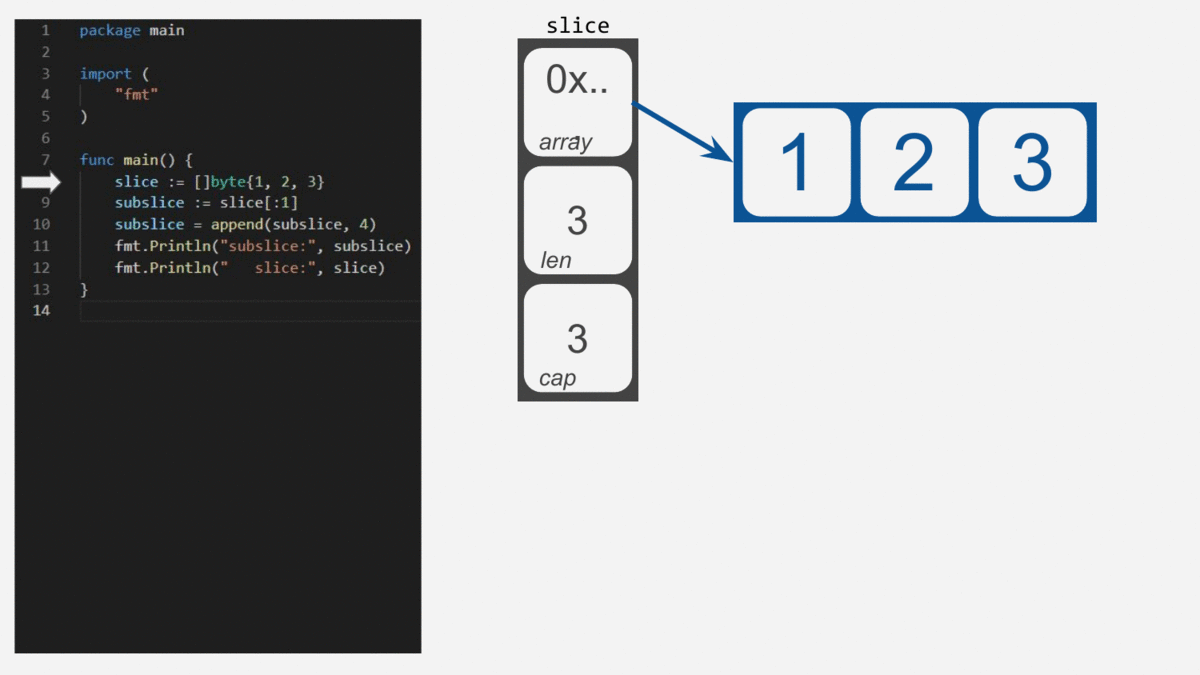 1 package main
2
3 import (
4 "fmt"
5 )
6
7 func main() {
slice := []byte{1, 2, 3}
9 subslice := slice[:1]
10 subslice = append(subslice, 4)
11 fmt.Println("subslice:", subslice)
12 fmt.Println("   slice:", slice)
13 }
14
slice
0x..
array
3
len
3
cap
1 2 3